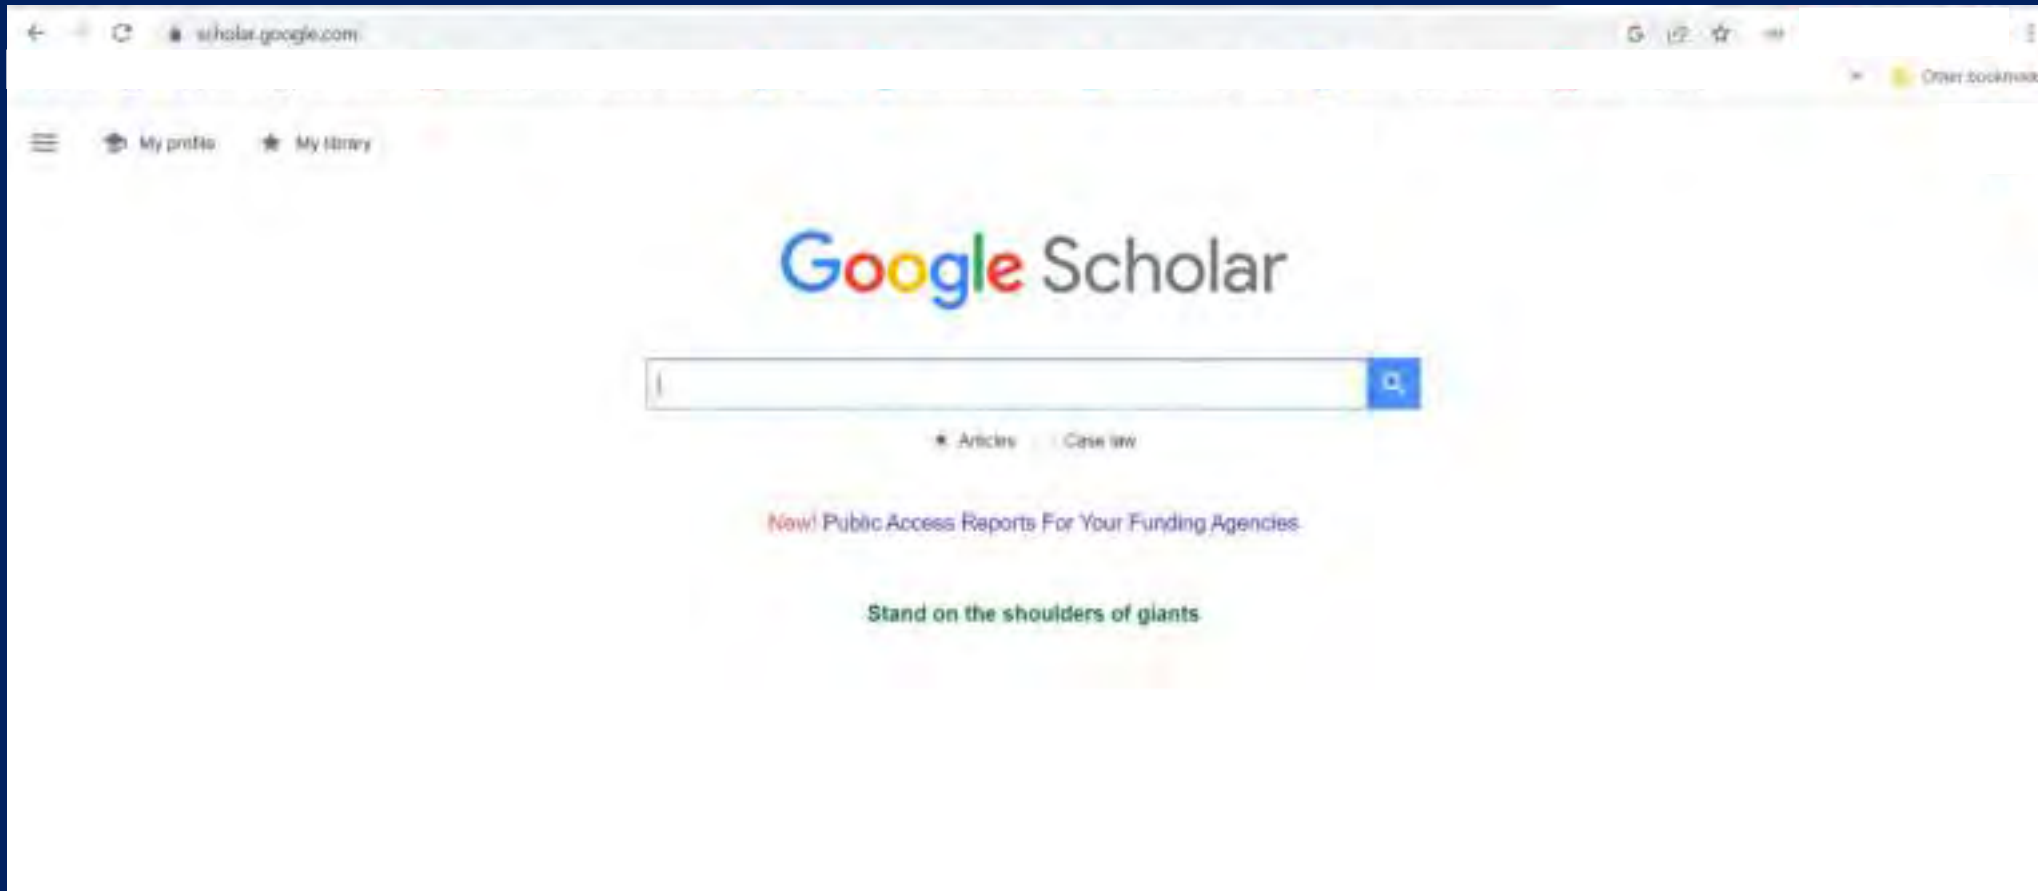 scholar.google.com
Other bookmark
My profile My library
Google Scholar
Articles Case law
New! Public Access Reports For Your Funding Agencies
Stand on the shoulders of giants